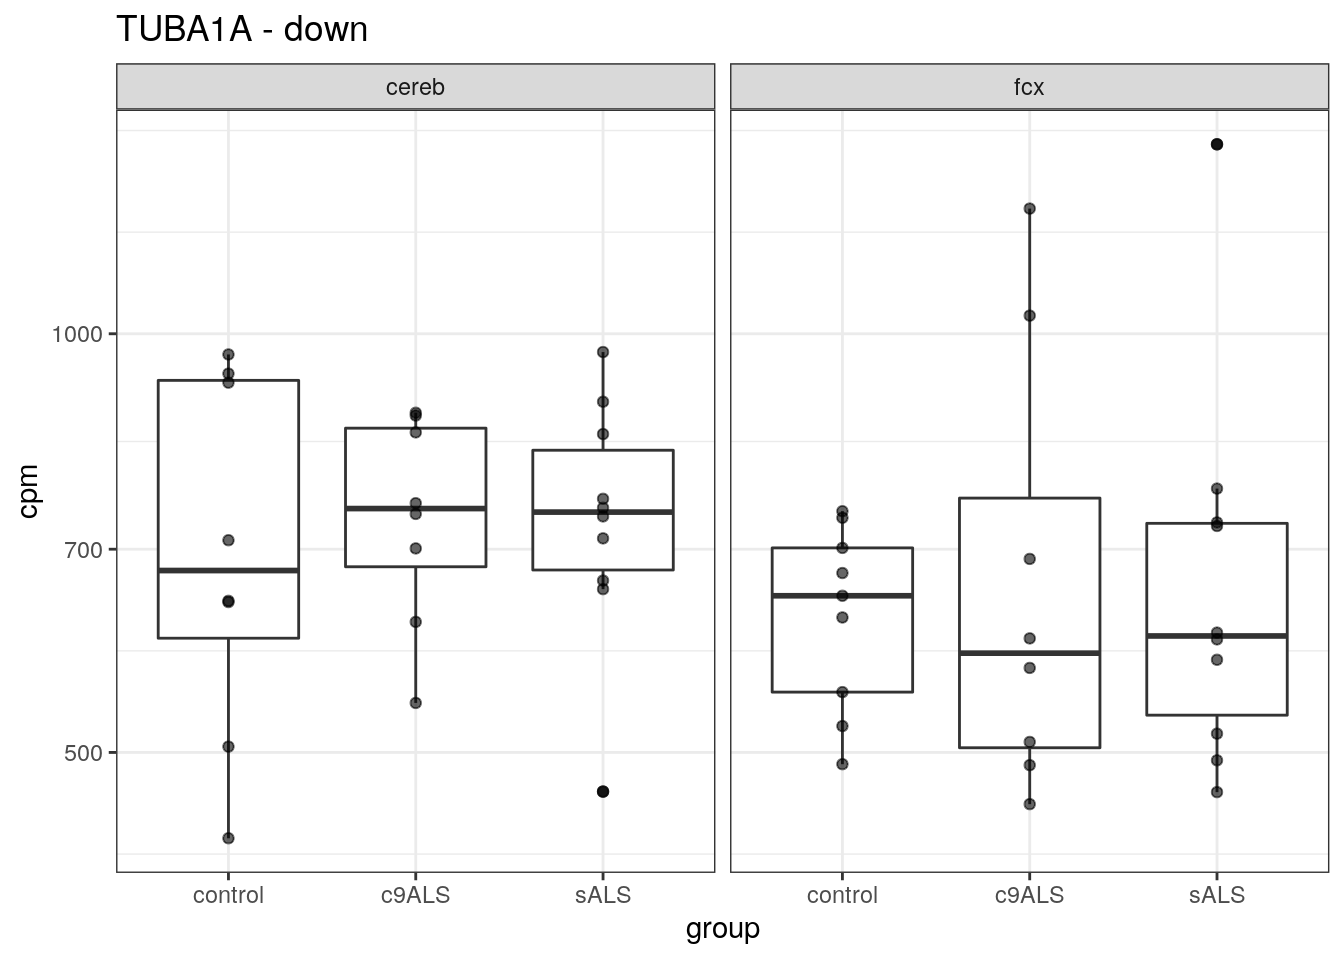 TUBA1A - down
cereb
fcx
cpm
1000
700
500
control
c9ALS
sALS
control
c9ALS
sALS
group